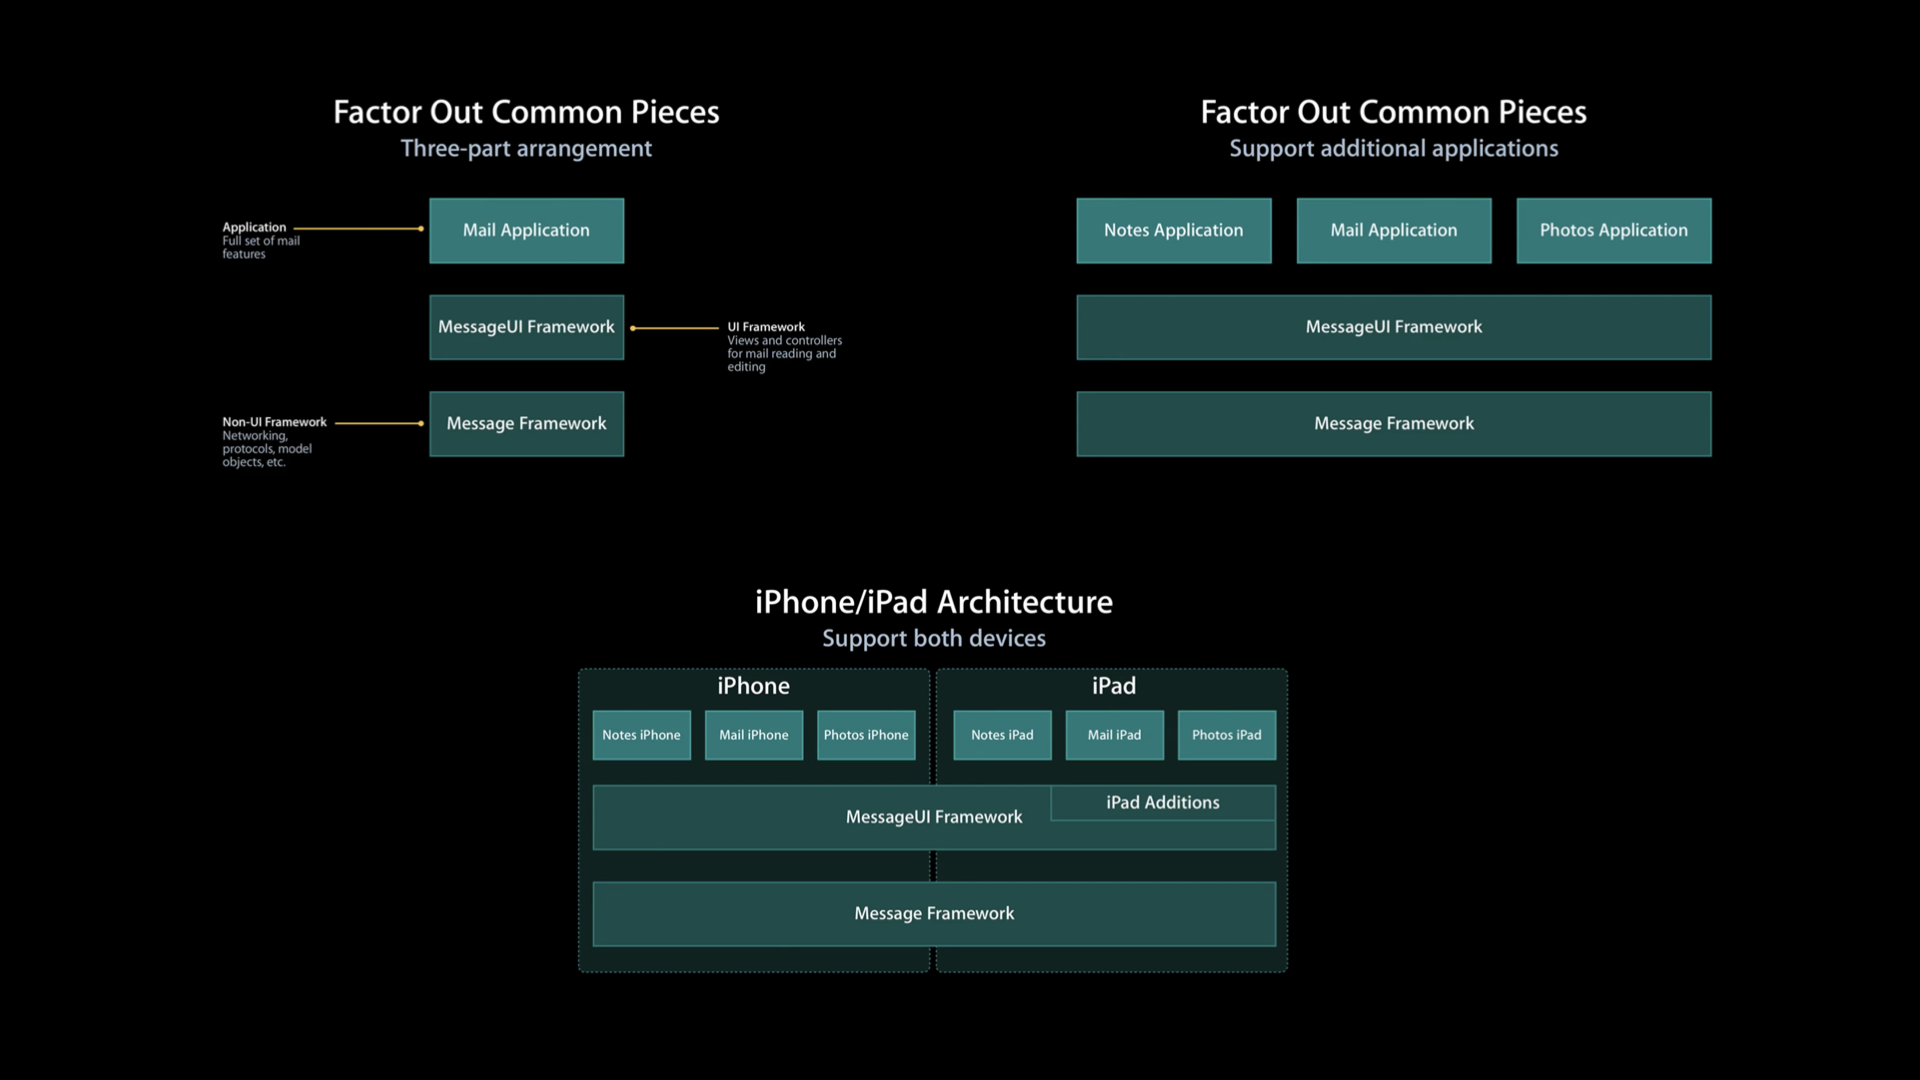 Factor Out Common Pieces
Three-part arrangement
Application
Full set of mail
features
Mail Application
MessageUI Framework
UI Framework
Views and controllers
for mail reading and
editing
Non-UI Framework
Networking,
protocols, model
objects, etc.
Message Framework
Factor Out Common Pieces
Support additional applications
Notes Application
Mail Application
Photos Application
MessageUI Framework
Message Framework
iPhone/iPad Architecture
Support both devices
iPhone
iPad
Notes iPhone
Mail iPhone
Photos iPhone
Notes iPad
Mail iPad
Photos iPad
MessageUI Framework
iPad Additions
Message Framework